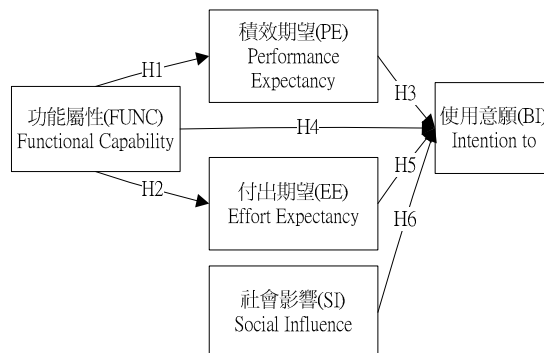 積效期望(PE)
Performance
Expectancy
H1
H3
功能屬性(FUNC)
Functional Capability
H4
使用意願(BI)
Intention to
H2
H5
付出期望(EE)
Effort Expectancy
H6
社會影響(SI)
Social Influence